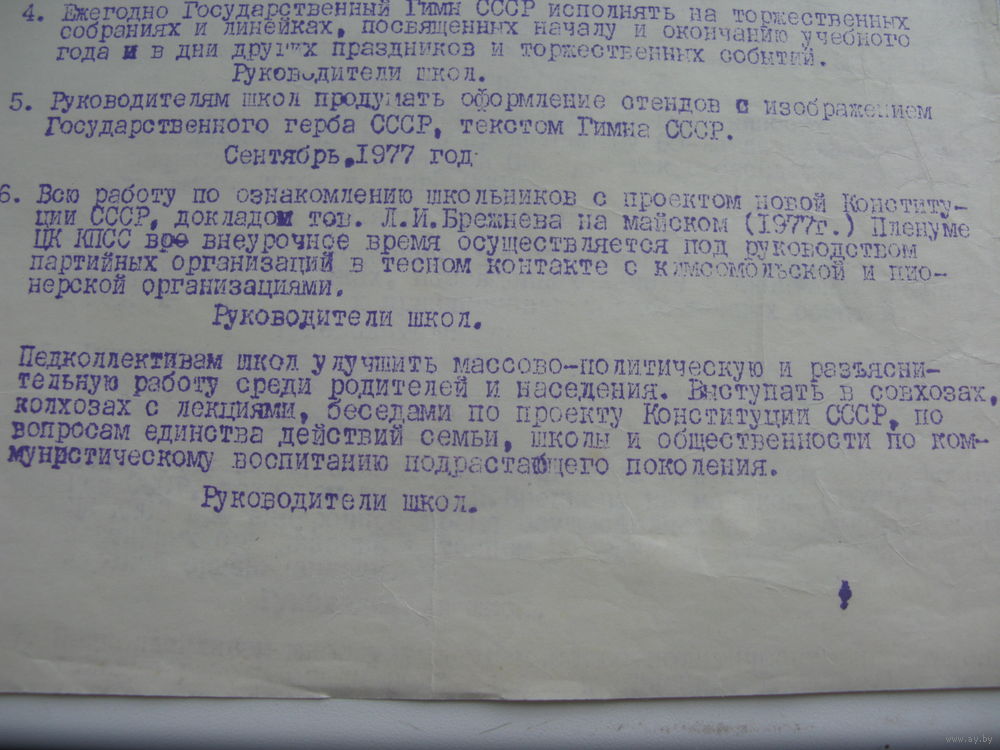 4. Ежегодно Государственный Гимн СССР исполнять на торжественных
собраниях и линейках, посвященных началу и окончанию учебного
года и в дни других праздников и торжественных событий.
Руководители школ.
5. Руководителям школ продумать оформление стендов с изображением
Государственного герба СССР, текстом Гимна СССР.
Сентябрь,1977 год
6. Всю работу по ознакомлению школьников с проектом новой Конститу-
ции СССР, докладом тов. Л.И.Брежнева на майском (1977г.) Пленуме
ЦК КПСС вре внеурочное время осуществляется под руководством
партийных организаций в тесном контакте с комсомольской и пио-
нерской организациями.
Руководители школ.
Педколлективам школ улучшить массово-политическую и разъясни-
тельную работу среди родителей и населения. Выступать в совхозах,
колхозах с лекциями, беседами по проекту Конституции СССР, по
вопросам единства действий семьи, школы и общественности по ком-
мунистическому воспитанию подрастающего поколения.
Руководители школ.
www.ay.by